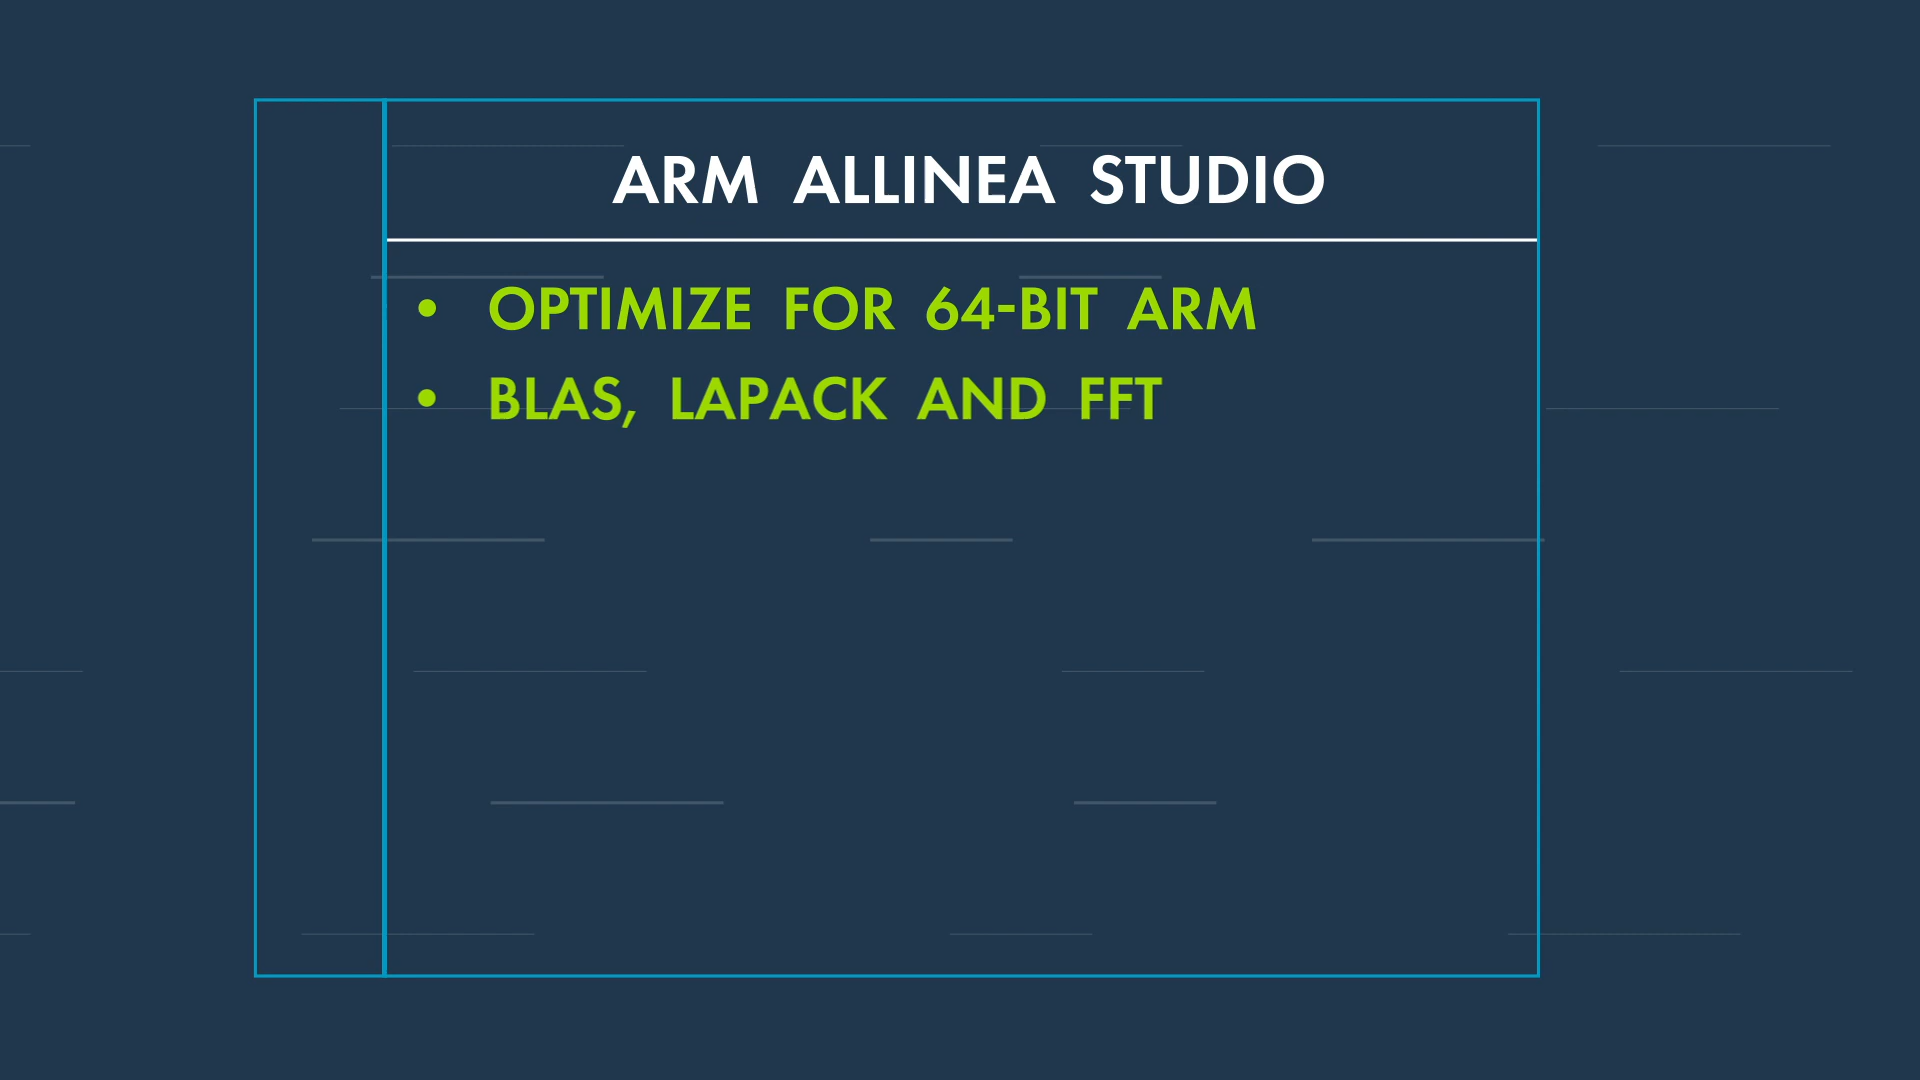 ARM ALLINEA STUDIO
• OPTIMIZE FOR 64-BIT ARM
• BLAS, LAPACK AND FFT